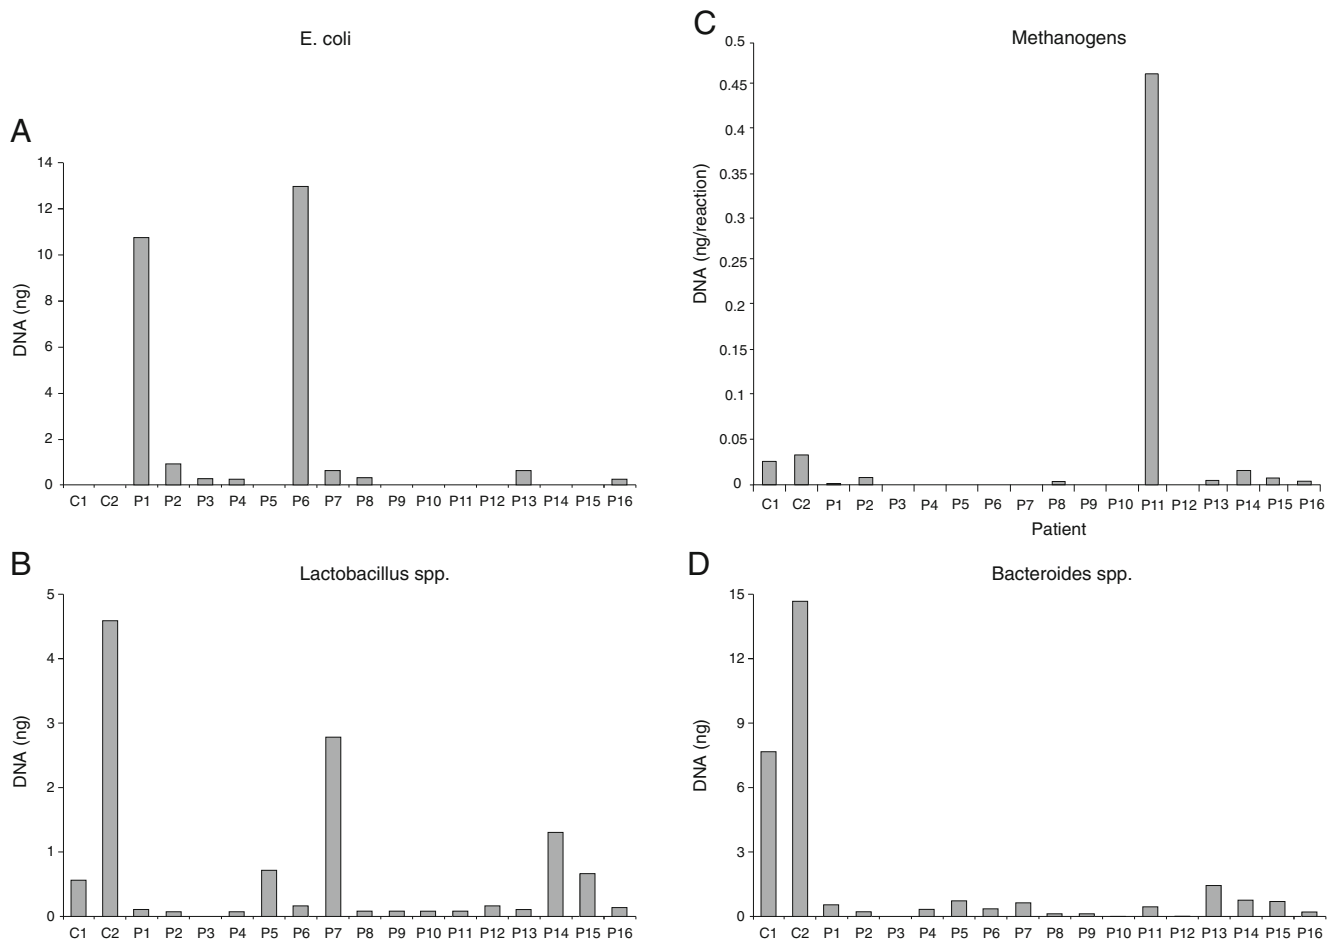 A
E. coli
DNA (ng)
14
12
10
8
6
4
2
0
C1 C2 P1 P2 P3 P4 P5 P6 P7 P8 P9 P10 P11 P12 P13 P14 P15 P16
B
Lactobacillus spp.
DNA (ng)
5
4
3
2
1
0
C1 C2 P1 P2 P3 P4 P5 P6 P7 P8 P9 P10 P11 P12 P13 P14 P15 P16
C
Methanogens
DNA (ng/reaction)
0.5
0.45
0.4
0.35
0.3
0.25
0.2
0.15
0.1
0.05
0
C1 C2 P1 P2 P3 P4 P5 P6 P7 P8 P9 P10 P11 P12 P13 P14 P15 P16
Patient
D
Bacteroides spp.
DNA (ng)
15
12
9
6
3
0
C1 C2 P1 P2 P3 P4 P5 P6 P7 P8 P9 P10 P11 P12 P13 P14 P15 P16